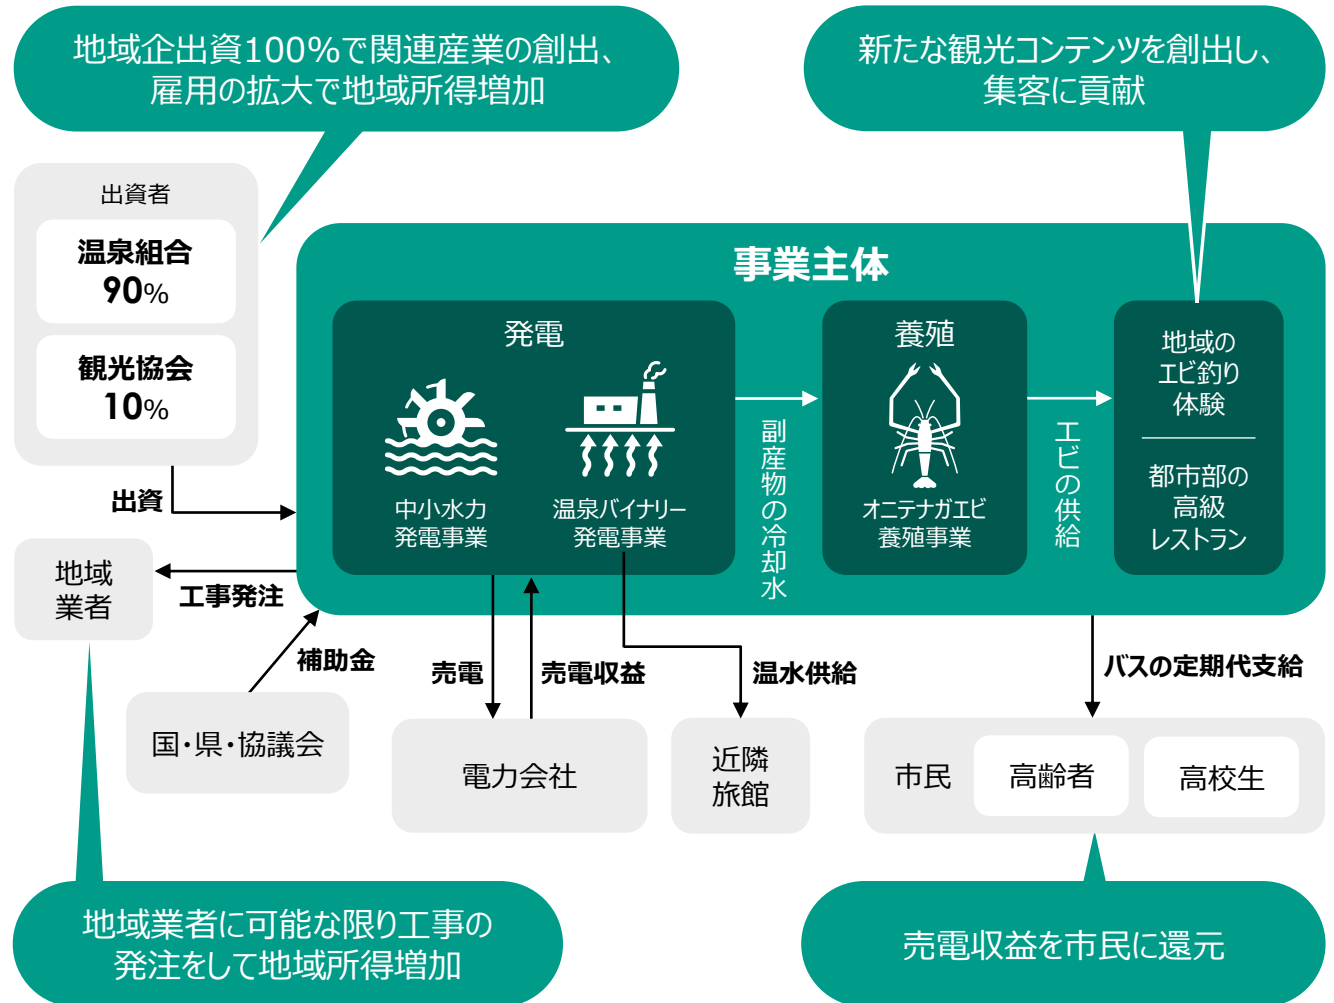 地域企出資100%で関連産業の創出、
雇用の拡大で地域所得増加
新たな観光コンテンツを創出し、
集客に貢献
出資者
温泉組合
90%
観光協会
10%
出資
事業主体
発電
中小水力
発電事業
温泉バイナリー
発電事業
副産物の冷却水
養殖
オニテナガエビ
養殖事業
エビの供給
地域の
エビ釣り
体験
都市部の
高級
レストラン
地域
業者
工事発注
補助金
国・県・協議会
売電
売電収益
電力会社
温水供給
近隣
旅館
バスの定期代支給
市民
高齢者
高校生
地域業者に可能な限り工事の
発注をして地域所得増加
売電収益を市民に還元